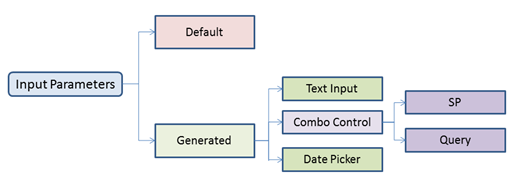 Default
Input Parameters
Text Input
SP
Combo Control
Generated
Query
Date Picker